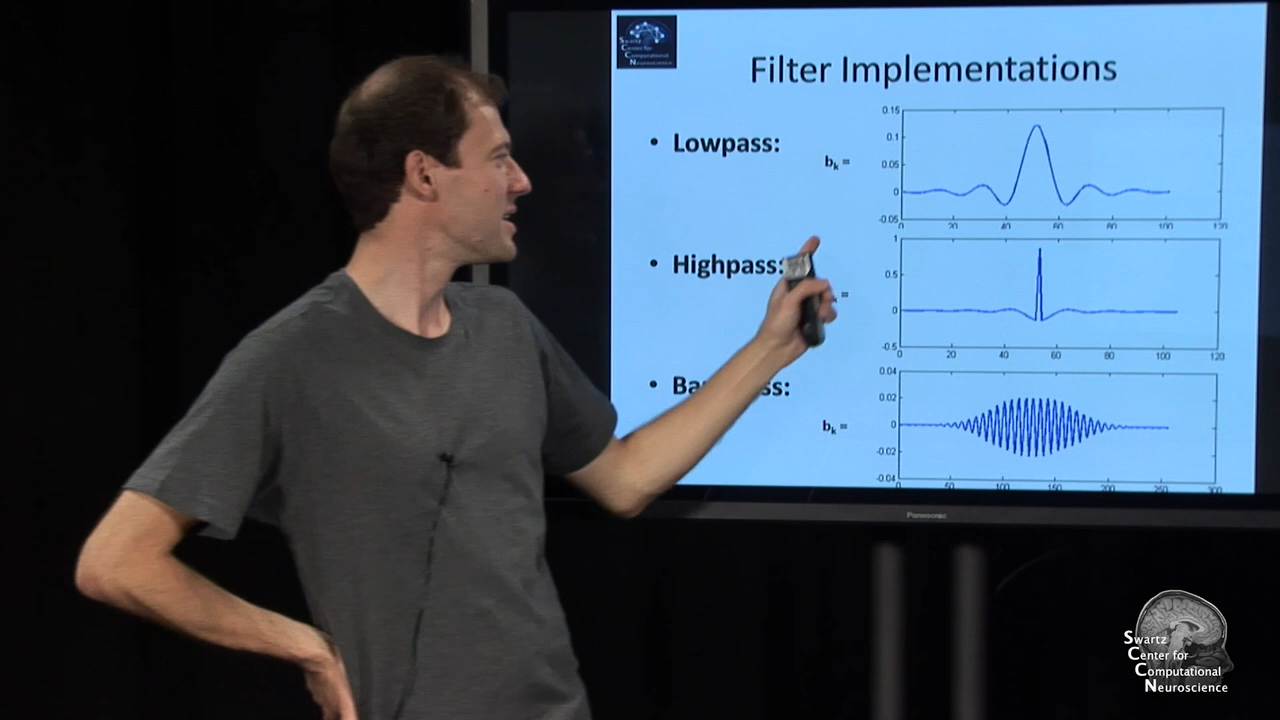 Swartz
Center for
Computational
Neuroscience
Filter Implementations
• Lowpass:
bk =
0.15
0.1
0.05
0
-0.05
0 20 40 60 80 100 120
• Highpass:
=
1
0.5
0
-0.5
0 20 40 60 80 100 120
bk =
0.04
0.02
0
-0.02
-0.04
0 50 100 150 200 300
Panasonic
Swartz
Center for
Computational
Neuroscience